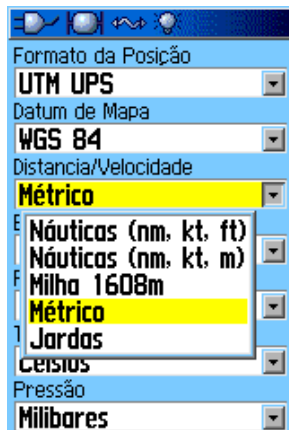 Formato da Posição
UTM UPS
Datum de Mapa
WGS 84
Distancia/Velocidade
Métrico
Náuticas (nm, kt, ft)
Náuticas (nm, kt, m)
Milha 1608m
Métrico
Jardas
Celsios
Pressão
Milibares